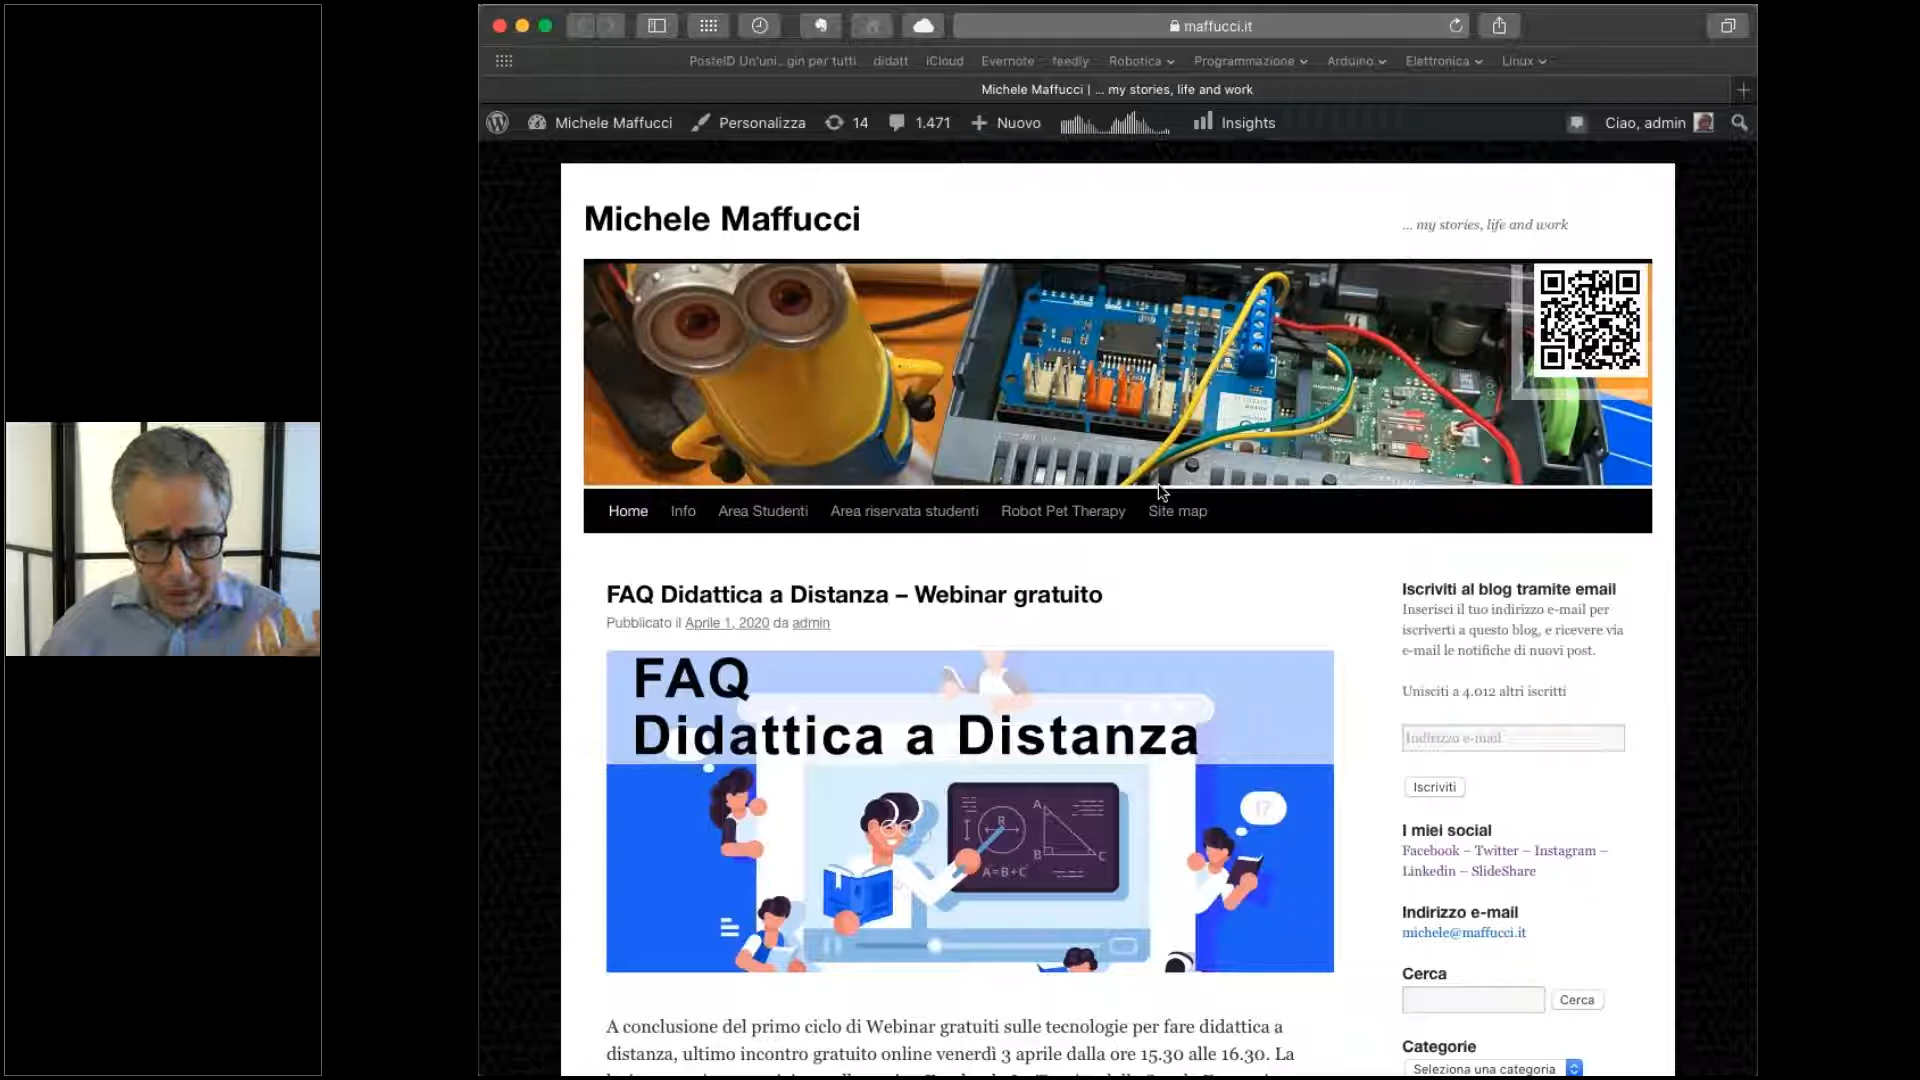 maffucci.it
PosteID Un'uni...gin per tutti didatt iCloud Evernote feedly Robotica Programmazione Arduino Elettronica Linux
Michele Maffucci | ... my stories, life and work
Michele Maffucci Personalizza 14 1.471 Nuovo Insights Ciao, admin
Michele Maffucci
... my stories, life and work
Home Info Area Studenti Area riservata studenti Robot Pet Therapy Site map
FAQ Didattica a Distanza – Webinar gratuito
Pubblicato il Aprile 1, 2020 da admin
FAQ
Didattica a Distanza
R
A
B
C
A=B+C
!?
A conclusione del primo ciclo di Webinar gratuiti sulle tecnologie per fare didattica a
distanza, ultimo incontro gratuito online venerdì 3 aprile dalla ore 15.30 alle 16.30. La
Iscriviti al blog tramite email
Inserisci il tuo indirizzo e-mail per
iscriverti a questo blog, e ricevere via
e-mail le notifiche di nuovi post.
Unisciti a 4.012 altri iscritti
Indirizzo e-mail
Iscriviti
I miei social
Facebook – Twitter – Instagram –
Linkedin – SlideShare
Indirizzo e-mail
michele@maffucci.it
Cerca
Cerca
Categorie
Seleziona una categoria